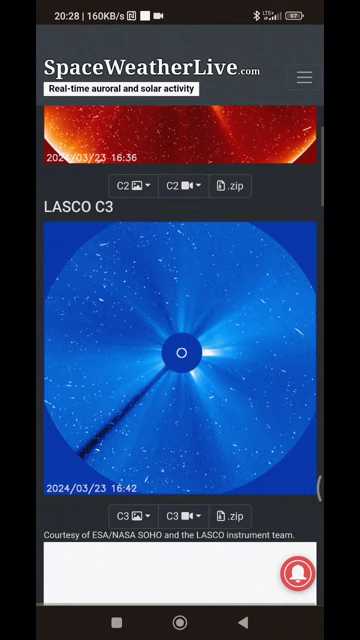 20:28 | 160KB/s
LTE+
97
SpaceWeatherLive.com
Real-time auroral and solar activity
2024/03/23 16:36
C2 C2 .zip
LASCO C3
2024/03/23 16:42
C3 C3 .zip
Courtesy of ESA/NASA SOHO and the LASCO instrument team.